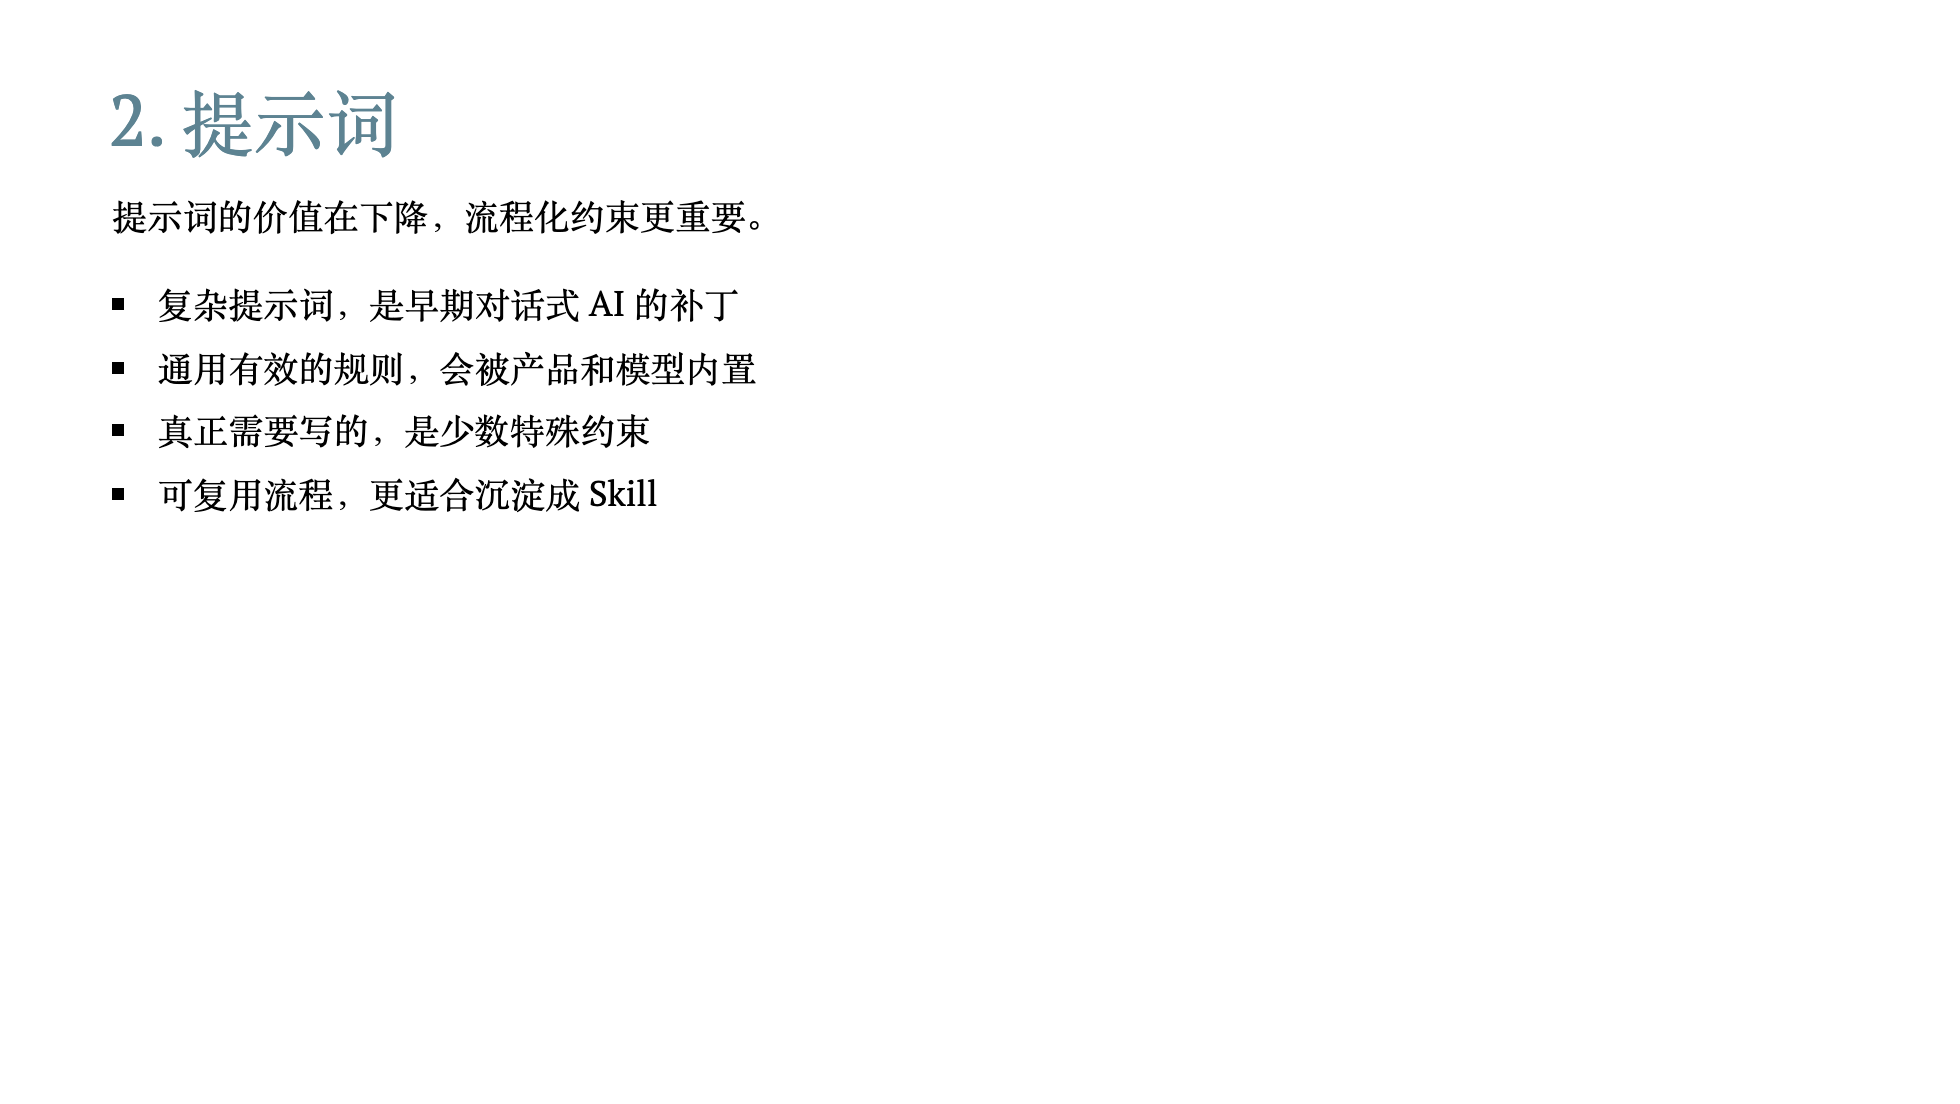 2. 提示词
提示词的价值在下降，流程化约束更重要。
▪ 复杂提示词，是早期对话式 AI 的补丁
▪ 通用有效的规则，会被产品和模型内置
▪ 真正需要写的，是少数特殊约束
▪ 可复用流程，更适合沉淀成 Skill